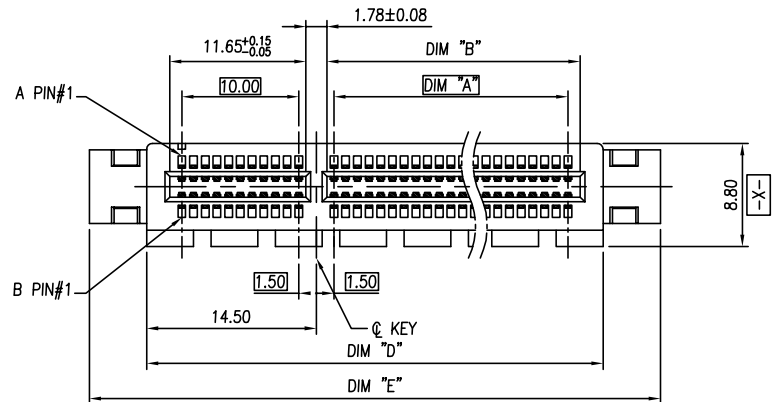 1.78±0.08
11.65+0.15
-0.05
DIM "B"
10.00
DIM "A"
A PIN#1
8.80
-X-
B PIN#1
1.50
1.50
14.50
℄ KEY
DIM "D"
DIM "E"